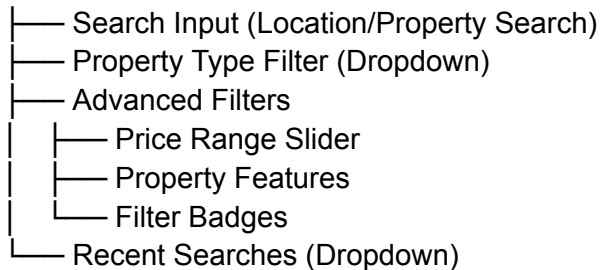 ├── Search Input (Location/Property Search)
├── Property Type Filter (Dropdown)
├── Advanced Filters
│   ├── Price Range Slider
│   ├── Property Features
│   └── Filter Badges
└── Recent Searches (Dropdown)